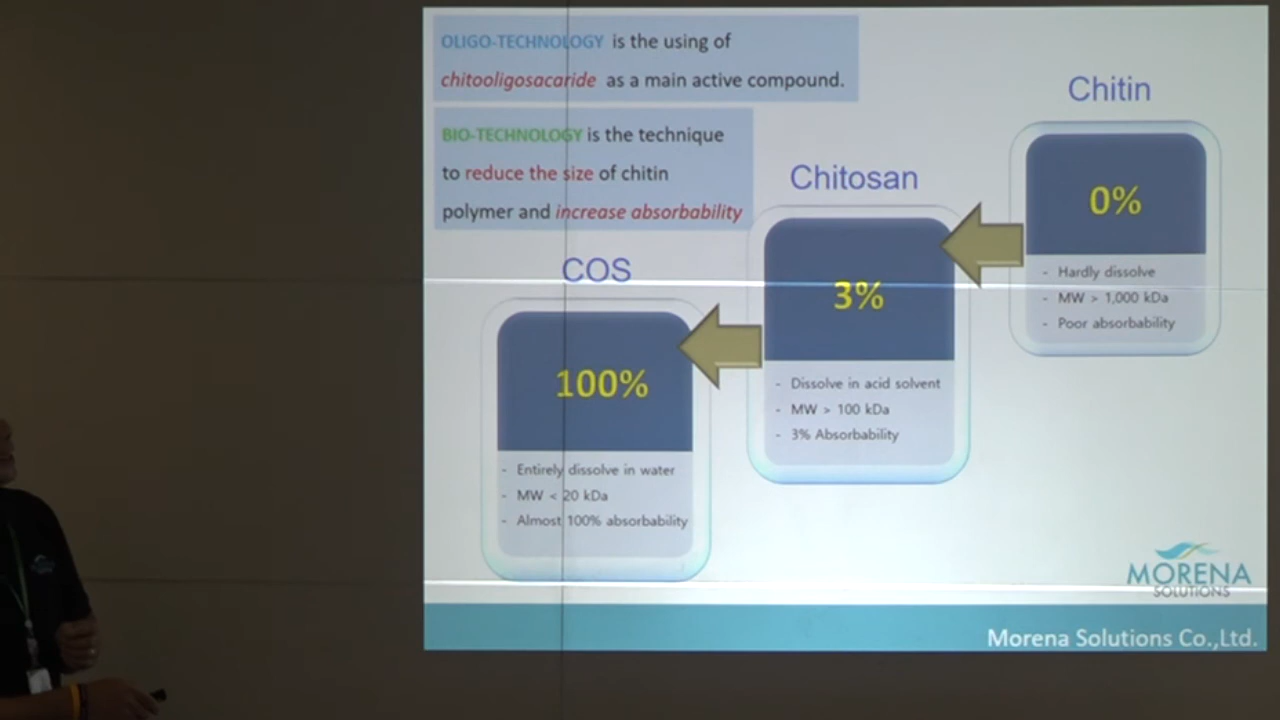 OLIGO-TECHNOLOGY is the using of
chitooligosacaride as a main active compound.
BIO-TECHNOLOGY is the technique
to reduce the size of chitin
polymer and increase absorbability
Chitin
0%
- Hardly dissolve
- MW > 1,000 kDa
- Poor absorbability
Chitosan
3%
- Dissolve in acid solvent
- MW > 100 kDa
- 3% Absorbability
COS
100%
- Entirely dissolve in water
- MW < 20 kDa
- Almost 100% absorbability
MORENA
SOLUTIONS
Morena Solutions Co.,Ltd.